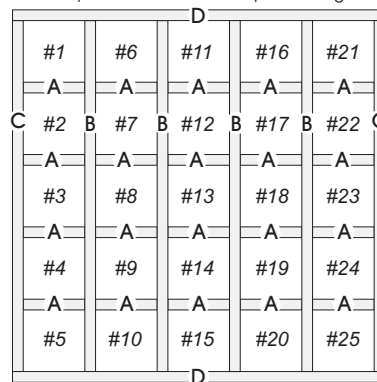 D
#1 #6 #11 #16 #21
A A A A A
C #2 B #7 B #12 B #17 B #22
A A A A A
#3 #8 #13 #18 #23
A A A A A
#4 #9 #14 #19 #24
A A A A A
#5 #10 #15 #20 #25
D